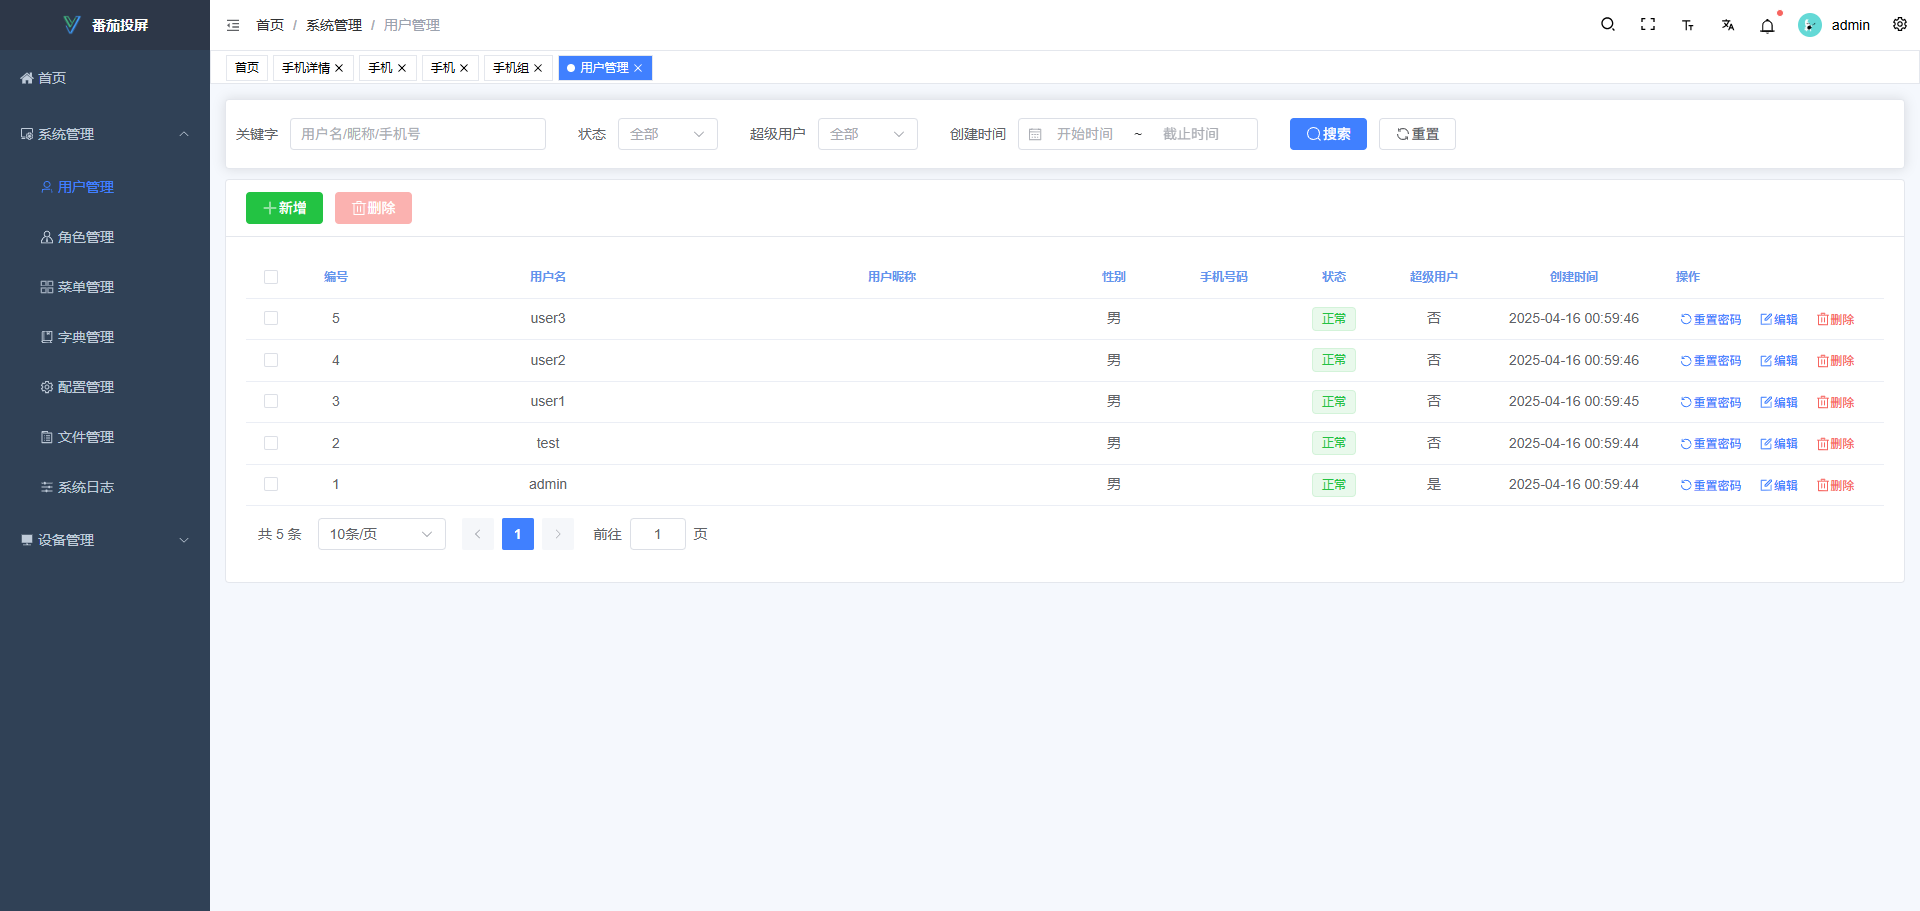 番茄投屏
首页 / 系统管理 / 用户管理
admin
首页
手机详情
手机
手机
手机组
用户管理
首页
系统管理
用户管理
角色管理
菜单管理
字典管理
配置管理
文件管理
系统日志
设备管理
关键字 用户名/昵称/手机号 状态 全部 超级用户 全部 创建时间 开始时间 ~ 截止时间 搜索 重置
新增 删除
编号 用户名 用户昵称 性别 手机号码 状态 超级用户 创建时间 操作
5 user3 男 正常 否 2025-04-16 00:59:46 重置密码 编辑 删除
4 user2 男 正常 否 2025-04-16 00:59:46 重置密码 编辑 删除
3 user1 男 正常 否 2025-04-16 00:59:45 重置密码 编辑 删除
2 test 男 正常 否 2025-04-16 00:59:44 重置密码 编辑 删除
1 admin 男 正常 是 2025-04-16 00:59:44 重置密码 编辑 删除
共 5 条 10条/页 1 前往 1 页